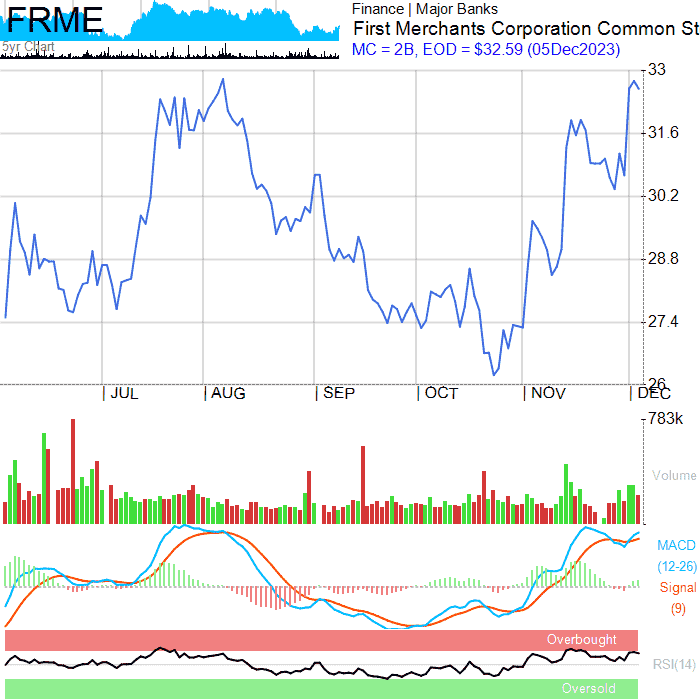 FRME
5yr Chart
Finance | Major Banks
First Merchants Corporation Common St
MC = 2B, EOD = $32.59 (05Dec2023)
33
31.6
30.2
28.8
27.4
26
| JUL | AUG | SEP | OCT | NOV | DEC
783k
Volume
MACD
(12-26)
Signal
(9)
Overbought
RSI(14)
Oversold